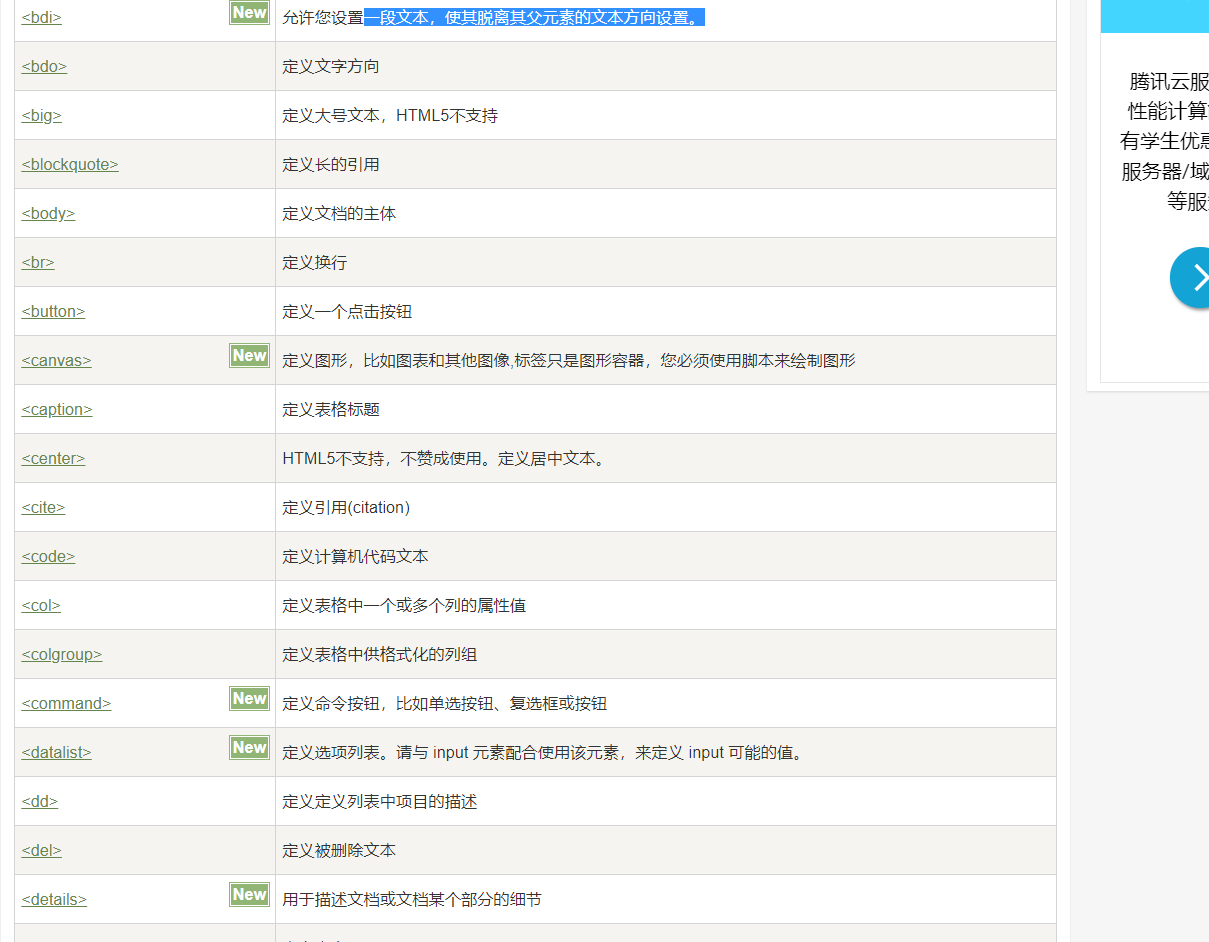 <bdi> New 允许您设置一段文本，使其脱离其父元素的文本方向设置。
<bdo> 定义文字方向
<big> 定义大号文本，HTML5不支持
<blockquote> 定义长的引用
<body> 定义文档的主体
<br> 定义换行
<button> 定义一个点击按钮
<canvas> New 定义图形，比如图表和其他图像,标签只是图形容器，您必须使用脚本来绘制图形
<caption> 定义表格标题
<center> HTML5不支持，不赞成使用。定义居中文本。
<cite> 定义引用(citation)
<code> 定义计算机代码文本
<col> 定义表格中一个或多个列的属性值
<colgroup> 定义表格中供格式化的列组
<command> New 定义命令按钮，比如单选按钮、复选框或按钮
<datalist> New 定义选项列表。请与 input 元素配合使用该元素，来定义 input 可能的值。
<dd> 定义定义列表中项目的描述
<del> 定义被删除文本
<details> New 用于描述文档或文档某个部分的细节
腾讯云服
性能计算
有学生优惠
服务器/域
等服